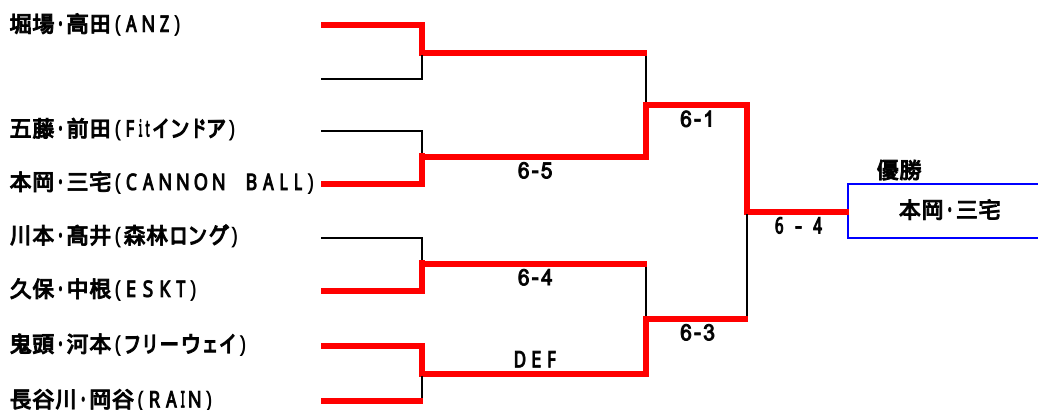 堀場・高田(ANZ)
五藤・前田(Fitインドア)
6-1
本岡・三宅(CANNON BALL)
6-5
優勝
本岡・三宅
川本・髙井(森林ロング)
6 - 4
久保・中根(ESKT)
6-4
鬼頭・河本(フリーウェイ)
6-3
DEF
長谷川・岡谷(RAIN)